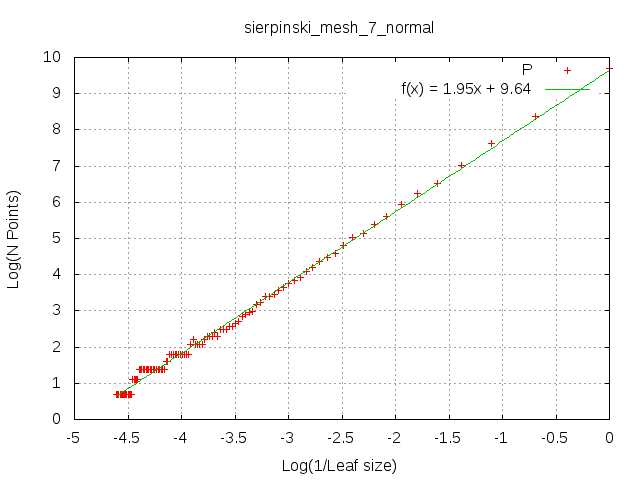 sierpinski_mesh_7_normal
P
f(x) = 1.95x + 9.64
Log(N Points)
10
9
8
7
6
5
4
3
2
1
0
-5 -4.5 -4 -3.5 -3 -2.5 -2 -1.5 -1 -0.5 0
Log(1/Leaf size)